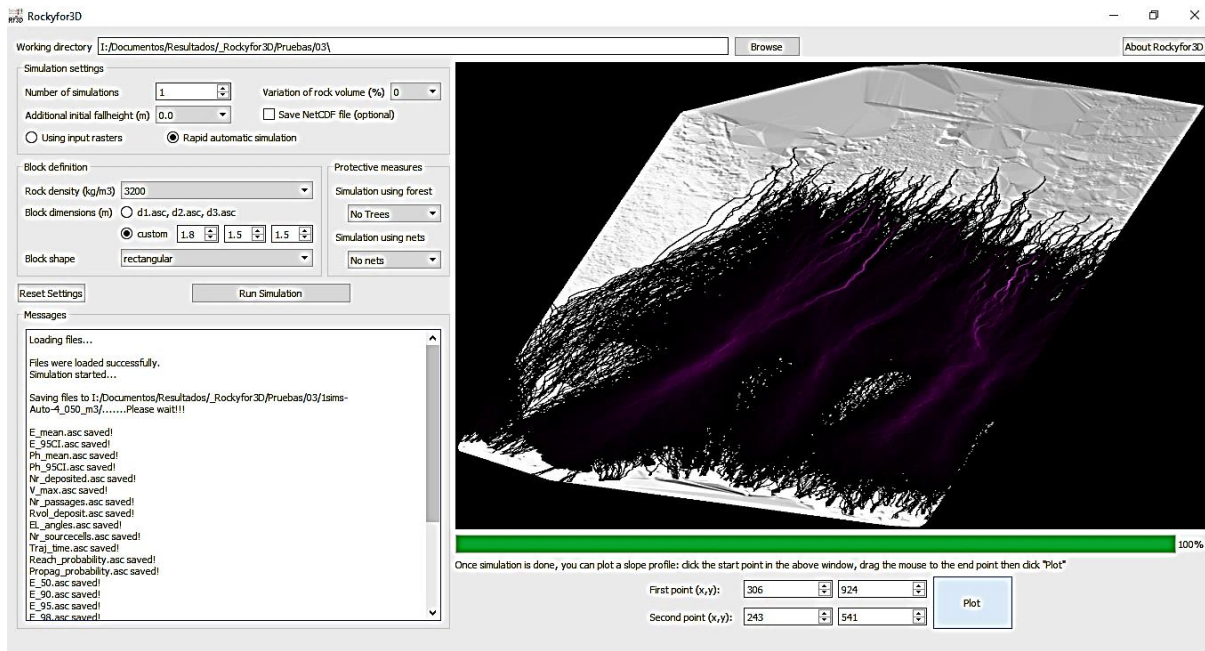 RF3D Rockyfor3D
Working directory I:/Documentos/Resultados/_Rockyfor3D/Pruebas/03\ Browse About Rockyfor3D
Simulation settings
Number of simulations 1 Variation of rock volume (%) 0
Additional initial fallheight (m) 0.0 Save NetCDF file (optional)
Using input rasters Rapid automatic simulation
Block definition Protective measures
Rock density (kg/m3) 3200 Simulation using forest
Block dimensions (m) d1.asc, d2.asc, d3.asc No Trees
custom 1.8 1.5 1.5 Simulation using nets
Block shape rectangular No nets
Reset Settings Run Simulation
Messages
Loading files...
Files were loaded successfully.
Simulation started...
Saving files to I:/Documentos/Resultados/_Rockyfor3D/Pruebas/03/1sims-
Auto-4_050_m3/.......Please wait!!!
E_mean.asc saved!
E_95CI.asc saved!
Ph_mean.asc saved!
Ph_95CI.asc saved!
Nr_deposited.asc saved!
V_max.asc saved!
Nr_passages.asc saved!
Rvol_deposit.asc saved!
EL_angles.asc saved!
Nr_sourcecells.asc saved!
Traj_time.asc saved!
Reach_probability.asc saved!
Propag_probability.asc saved!
E_50.asc saved!
E_90.asc saved!
E_95.asc saved!
E_98.asc saved!
100%
Once simulation is done, you can plot a slope profile: click the start point in the above window, drag the mouse to the end point then click "Plot"
First point (x,y): 306 924
Second point (x,y): 243 541
Plot